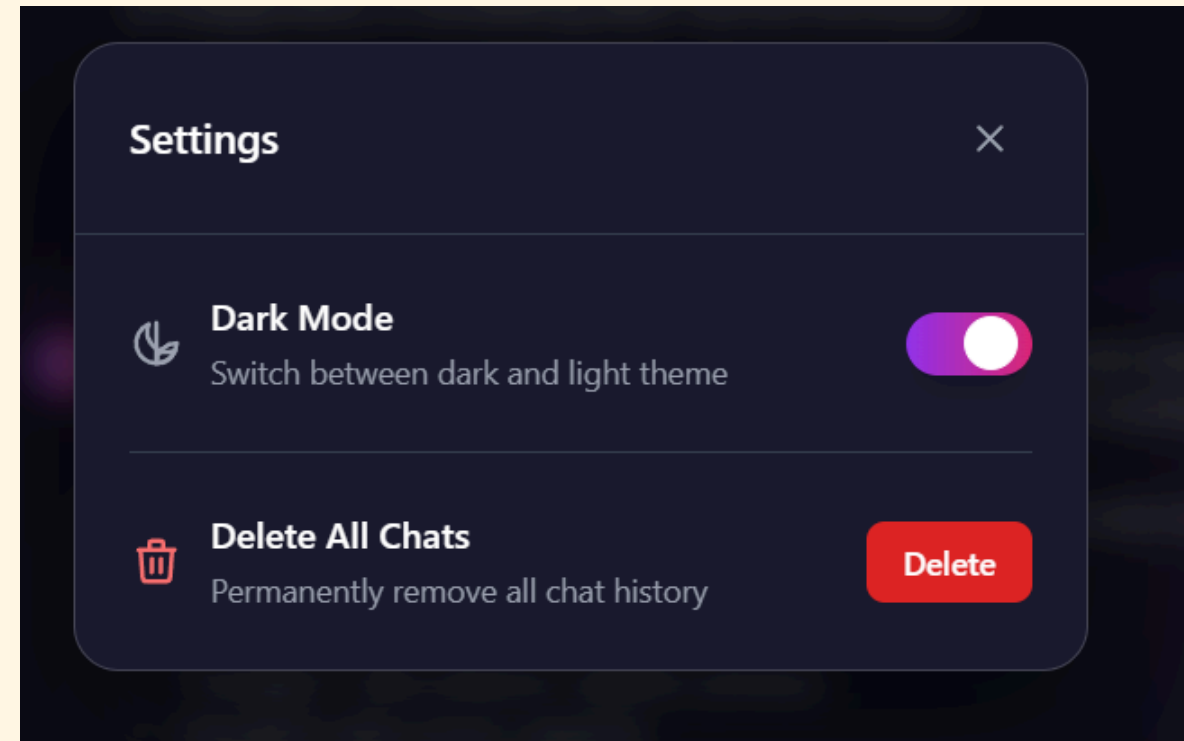 Settings
Dark Mode
Switch between dark and light theme
Delete All Chats
Permanently remove all chat history
Delete